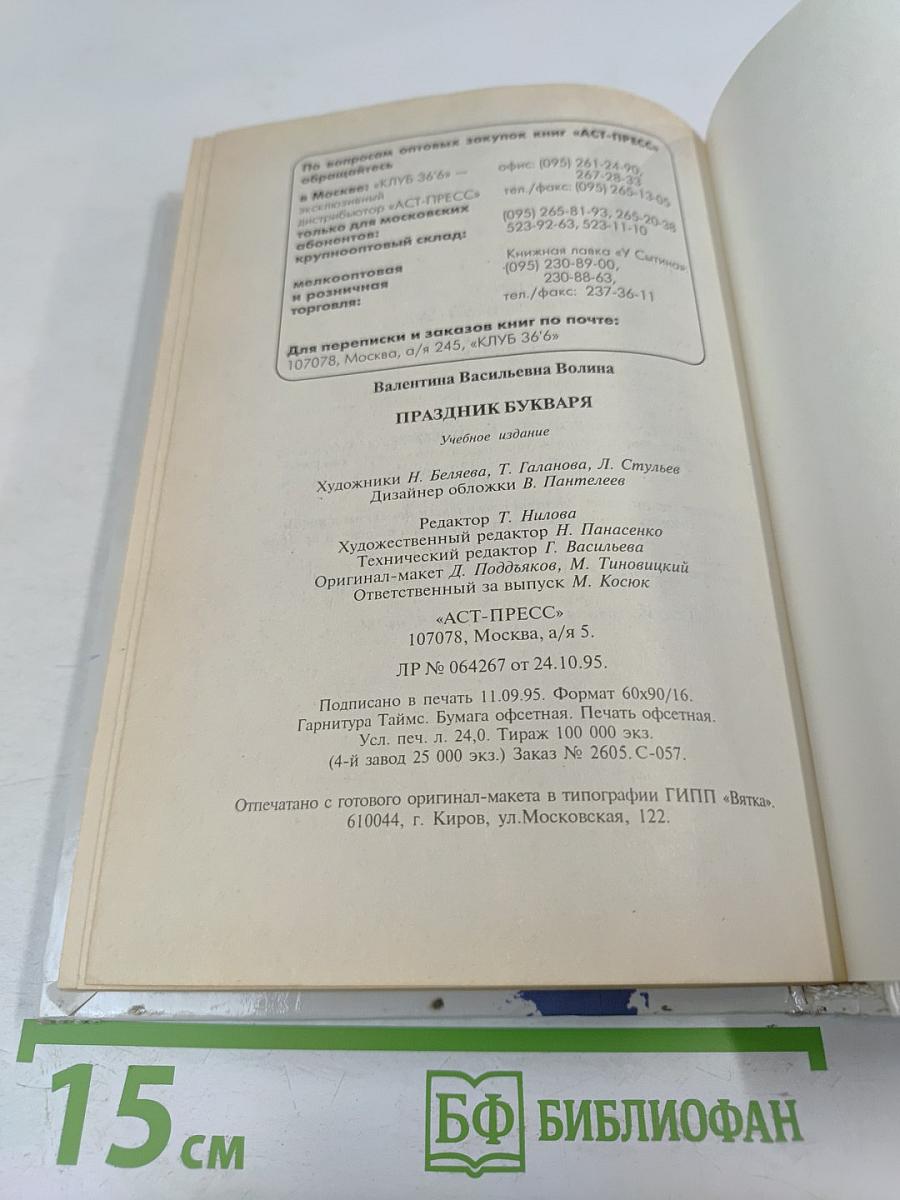 По вопросам оптовых закупок книг «АСТ-ПРЕСС»
обращайтесь
в Москве: «КЛУБ 36'6» —
эксклюзивный
дистрибьютор «АСТ-ПРЕСС»
офис: (095) 261-24-90,
267-28-33
тел./факс: (095) 265-13-05
только для московских
абонентов:
(095) 265-81-93, 265-20-38
крупнооптовый склад:
523-92-63, 523-11-10
мелкооптовая
и розничная
торговля:
Книжная лавка «У Сытина»
(095) 230-89-00,
230-88-63,
тел./факс: 237-36-11
Для переписки и заказов книг по почте:
107078, Москва, а/я 245, «КЛУБ 36'6»
Валентина Васильевна Волина
ПРАЗДНИК БУКВАРЯ
Учебное издание
Художники Н. Беляева, Т. Галанова, Л. Стульев
Дизайнер обложки В. Пантелеев
Редактор Т. Нилова
Художественный редактор Н. Панасенко
Технический редактор Г. Васильева
Оригинал-макет Д. Поддъяков, М. Тиновицкий
Ответственный за выпуск М. Косюк
«АСТ-ПРЕСС»
107078, Москва, а/я 5.
ЛР № 064267 от 24.10.95.
Подписано в печать 11.09.95. Формат 60х90/16.
Гарнитура Таймс. Бумага офсетная. Печать офсетная.
Усл. печ. л. 24,0. Тираж 100 000 экз.
(4-й завод 25 000 экз.) Заказ № 2605. С-057.
Отпечатано с готового оригинал-макета в типографии ГИПП «Вятка».
610044, г. Киров, ул.Московская, 122.
15 см
БФ БИБЛИОФАН